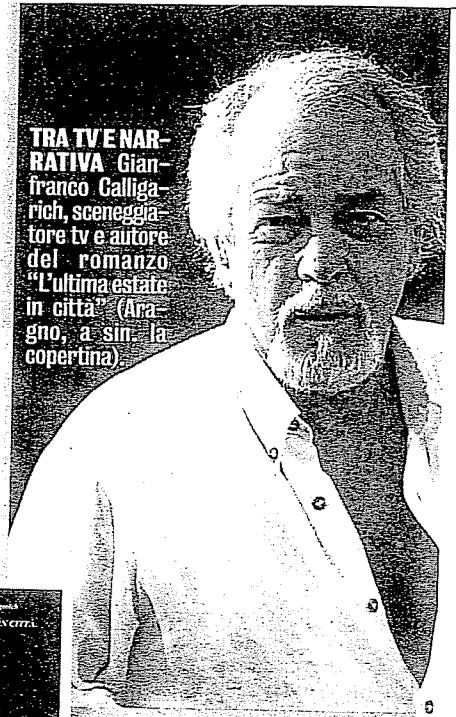 TRA TV E NAR-
RATIVA Gian-
franco Calliga-
rich, sceneggia-
tore tv e autore
del romanzo
"L'ultima estate
in città" (Ara-
gno, a sin. la
copertina)